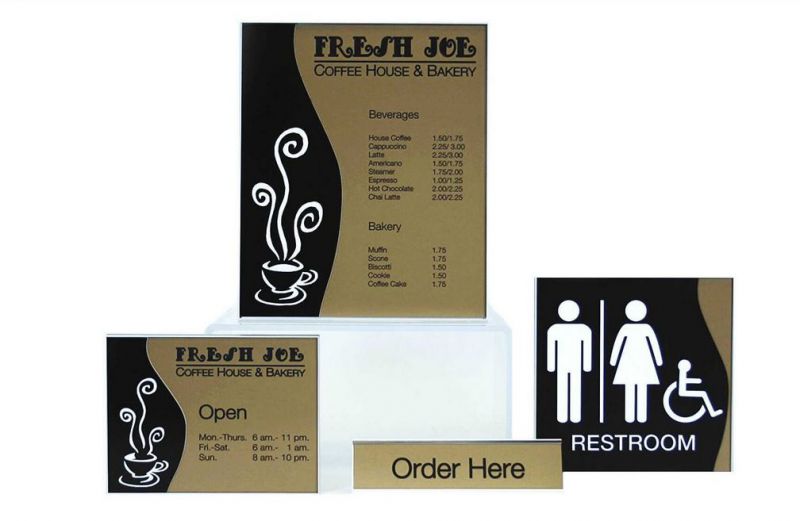 FRESH JOE
COFFEE HOUSE & BAKERY
Beverages
House Coffee 1.50/1.75
Cappuccino 2.25/ 3.00
Latte 2.25/3.00
Americano 1.50/1.75
Steamer 1.75/2.00
Espresso 1.00/1.25
Hot Chocolate 2.00/2.25
Chai Latte 2.00/2.25
Bakery
Muffin 1.75
Scone 1.75
Biscotti 1.50
Cookie 1.50
Coffee Cake 1.75
FRESH JOE
COFFEE HOUSE & BAKERY
Open
Mon.-Thurs. 6 am.- 11 pm.
Fri.-Sat. 6 am.- 1 am.
Sun. 8 am.- 10 pm.
Order Here
RESTROOM